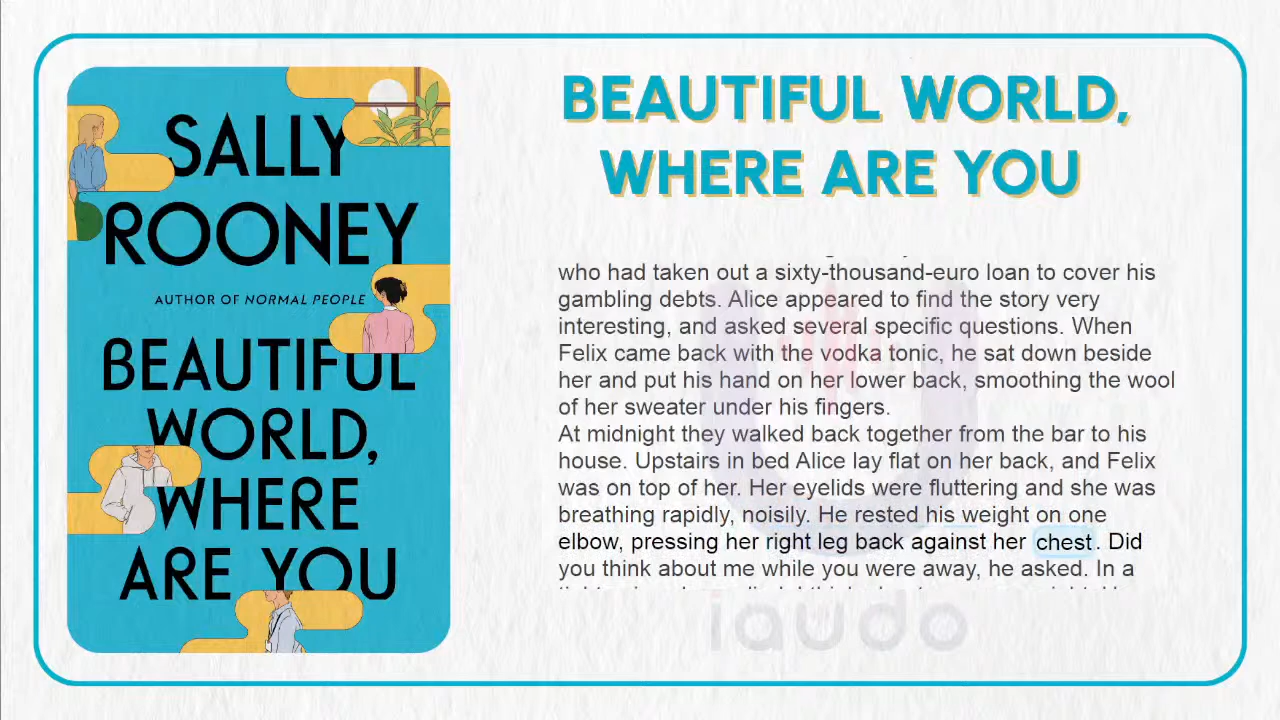 SALLY
ROONEY
AUTHOR OF NORMAL PEOPLE
BEAUTIFUL
WORLD,
WHERE
ARE YOU
BEAUTIFUL WORLD,
WHERE ARE YOU
who had taken out a sixty-thousand-euro loan to cover his
gambling debts. Alice appeared to find the story very
interesting, and asked several specific questions. When
Felix came back with the vodka tonic, he sat down beside
her and put his hand on her lower back, smoothing the wool
of her sweater under his fingers.
At midnight they walked back together from the bar to his
house. Upstairs in bed Alice lay flat on her back, and Felix
was on top of her. Her eyelids were fluttering and she was
breathing rapidly, noisily. He rested his weight on one
elbow, pressing her right leg back against her chest. Did
you think about me while you were away, he asked. In a
iaudo